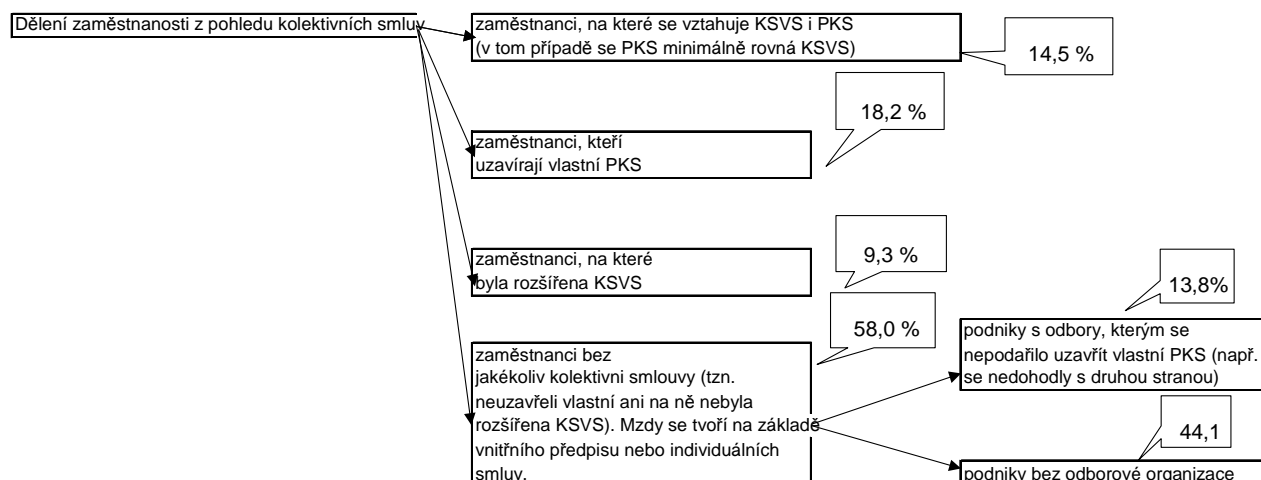 Dělení zaměstnanosti z pohledu kolektivních smluv
zaměstnanci, na které se vztahuje KSVS i PKS
(v tom případě se PKS minimálně rovná KSVS)
14,5 %
18,2 %
zaměstnanci, kteří
uzavírají vlastní PKS
zaměstnanci, na které
byla rozšířena KSVS
9,3 %
58,0 %
zaměstnanci bez
jakékoliv kolektivni smlouvy (tzn.
neuzavřeli vlastní ani na ně nebyla
rozšířena KSVS). Mzdy se tvoří na základě
vnitřního předpisu nebo individuálních
smluv.
13,8%
podniky s odbory, kterým se
nepodařilo uzavřít vlastní PKS (např.
se nedohodly s druhou stranou)
44,1
podniky bez odborové organizace